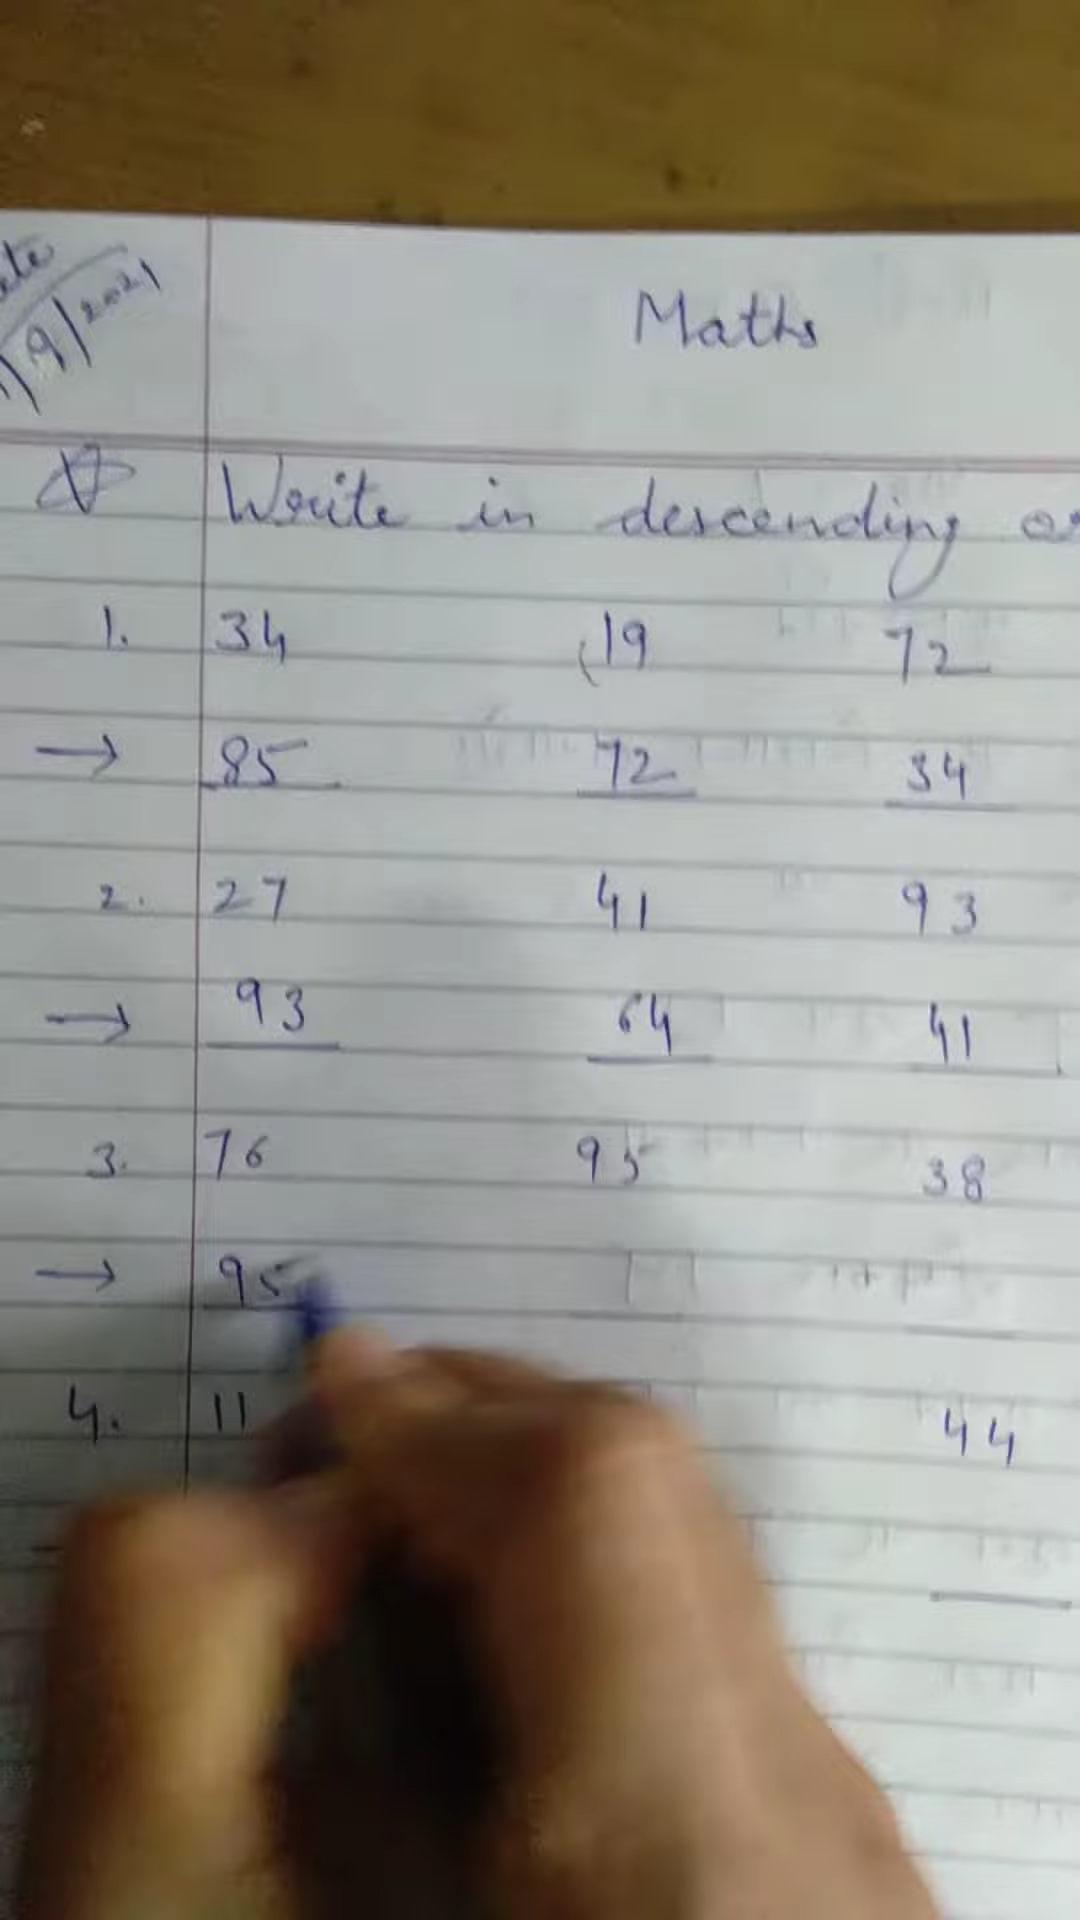 9/2021
Maths
Write in descending
1. 34 19 72
→ 85 72 34
2. 27 41 93
→ 93 64 41
3. 76 95 38
→ 95
4. 11 44